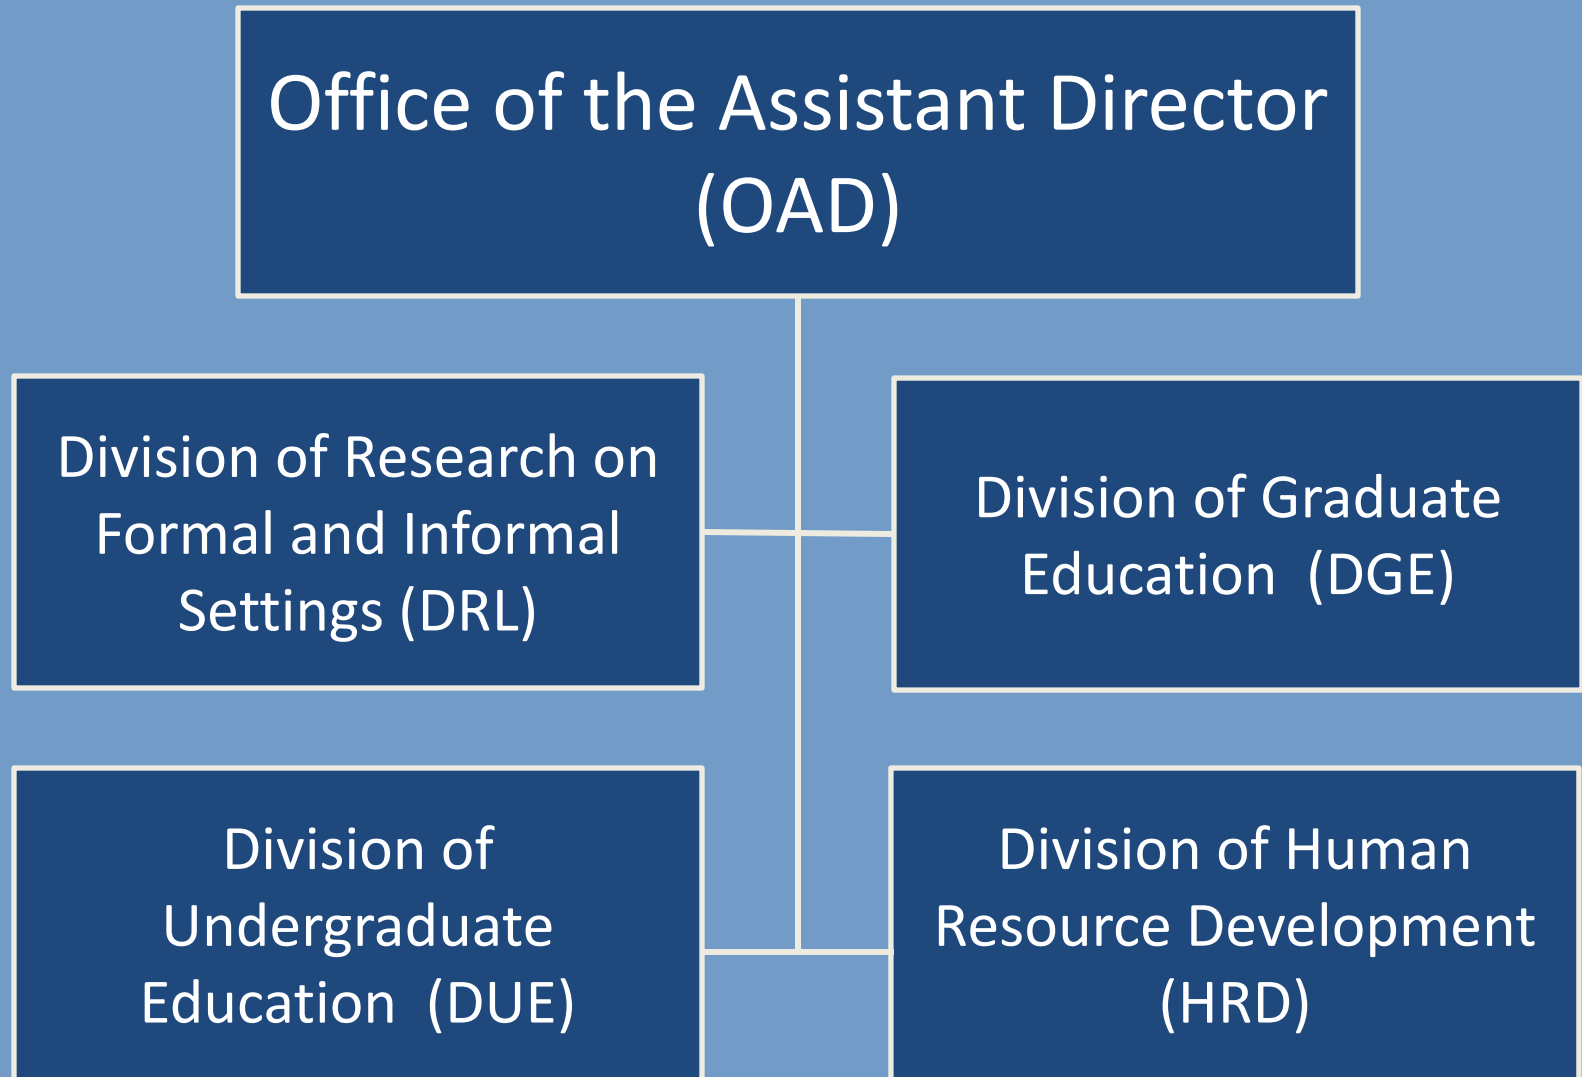 Office of the Assistant Director
(OAD)
Division of Research on
Formal and Informal
Settings (DRL)
Division of Graduate
Education  (DGE)
Division of
Undergraduate
Education  (DUE)
Division of Human
Resource Development
(HRD)